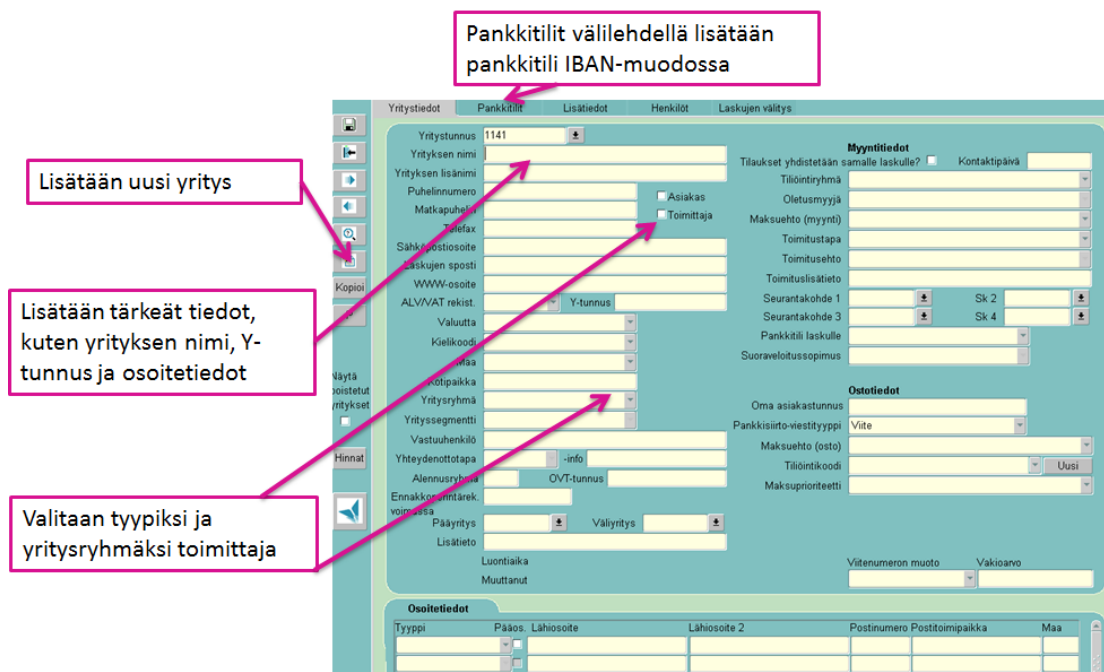 Pankkitilit välilehdellä lisätään
pankkitili IBAN-muodossa
Lisätään uusi yritys
Lisätään tärkeät tiedot,
kuten yrityksen nimi, Y-
tunnus ja osoitetiedot
Valitaan tyypiksi ja
yritysryhmäksi toimittaja
Yritystiedot Pankkitilit Lisätiedot Henkilöt Laskujen välitys
Kopioi
Näytä
poistetut
yritykset
Hinnat
Yritystunnus 1141
Yrityksen nimi
Yrityksen lisänimi
Puhelinnumero
Asiakas
Matkapuhelin
Toimittaja
Telefax
Sähköpostiosoite
Laskujen sposti
WWW-osoite
ALV/VAT rekist. Y-tunnus
Valuutta
Kielikoodi
Maa
Kotipaikka
Yritysryhmä
Yrityssegmentti
Vastuuhenkilö
Yhteydenottotapa -info
Alennusryhmä OVT-tunnus
Ennakkoperintärek.
voimassa
Pääyritys Väliyritys
Lisätieto
Luontiaika
Muuttanut
Myyntitiedot
Tilaukset yhdistetään samalle laskulle? Kontaktipäivä
Tiliöintiryhmä
Oletusmyyjä
Maksuehto (myynti)
Toimitustapa
Toimitusehto
Toimituslisätieto
Seurantakohde 1 Sk 2
Seurantakohde 3 Sk 4
Pankkitili laskulle
Suoraveloitussopimus
Ostotiedot
Oma asiakastunnus
Pankkisiirto-viestityyppi Viite
Maksuehto (osto)
Tiliöintikoodi Uusi
Maksuprioriteetti
Viitenumeron muoto Vakioarvo
Osoitetiedot
Tyyppi Pääos. Lähiosoite Lähiosoite 2 Postinumero Postitoimipaikka Maa